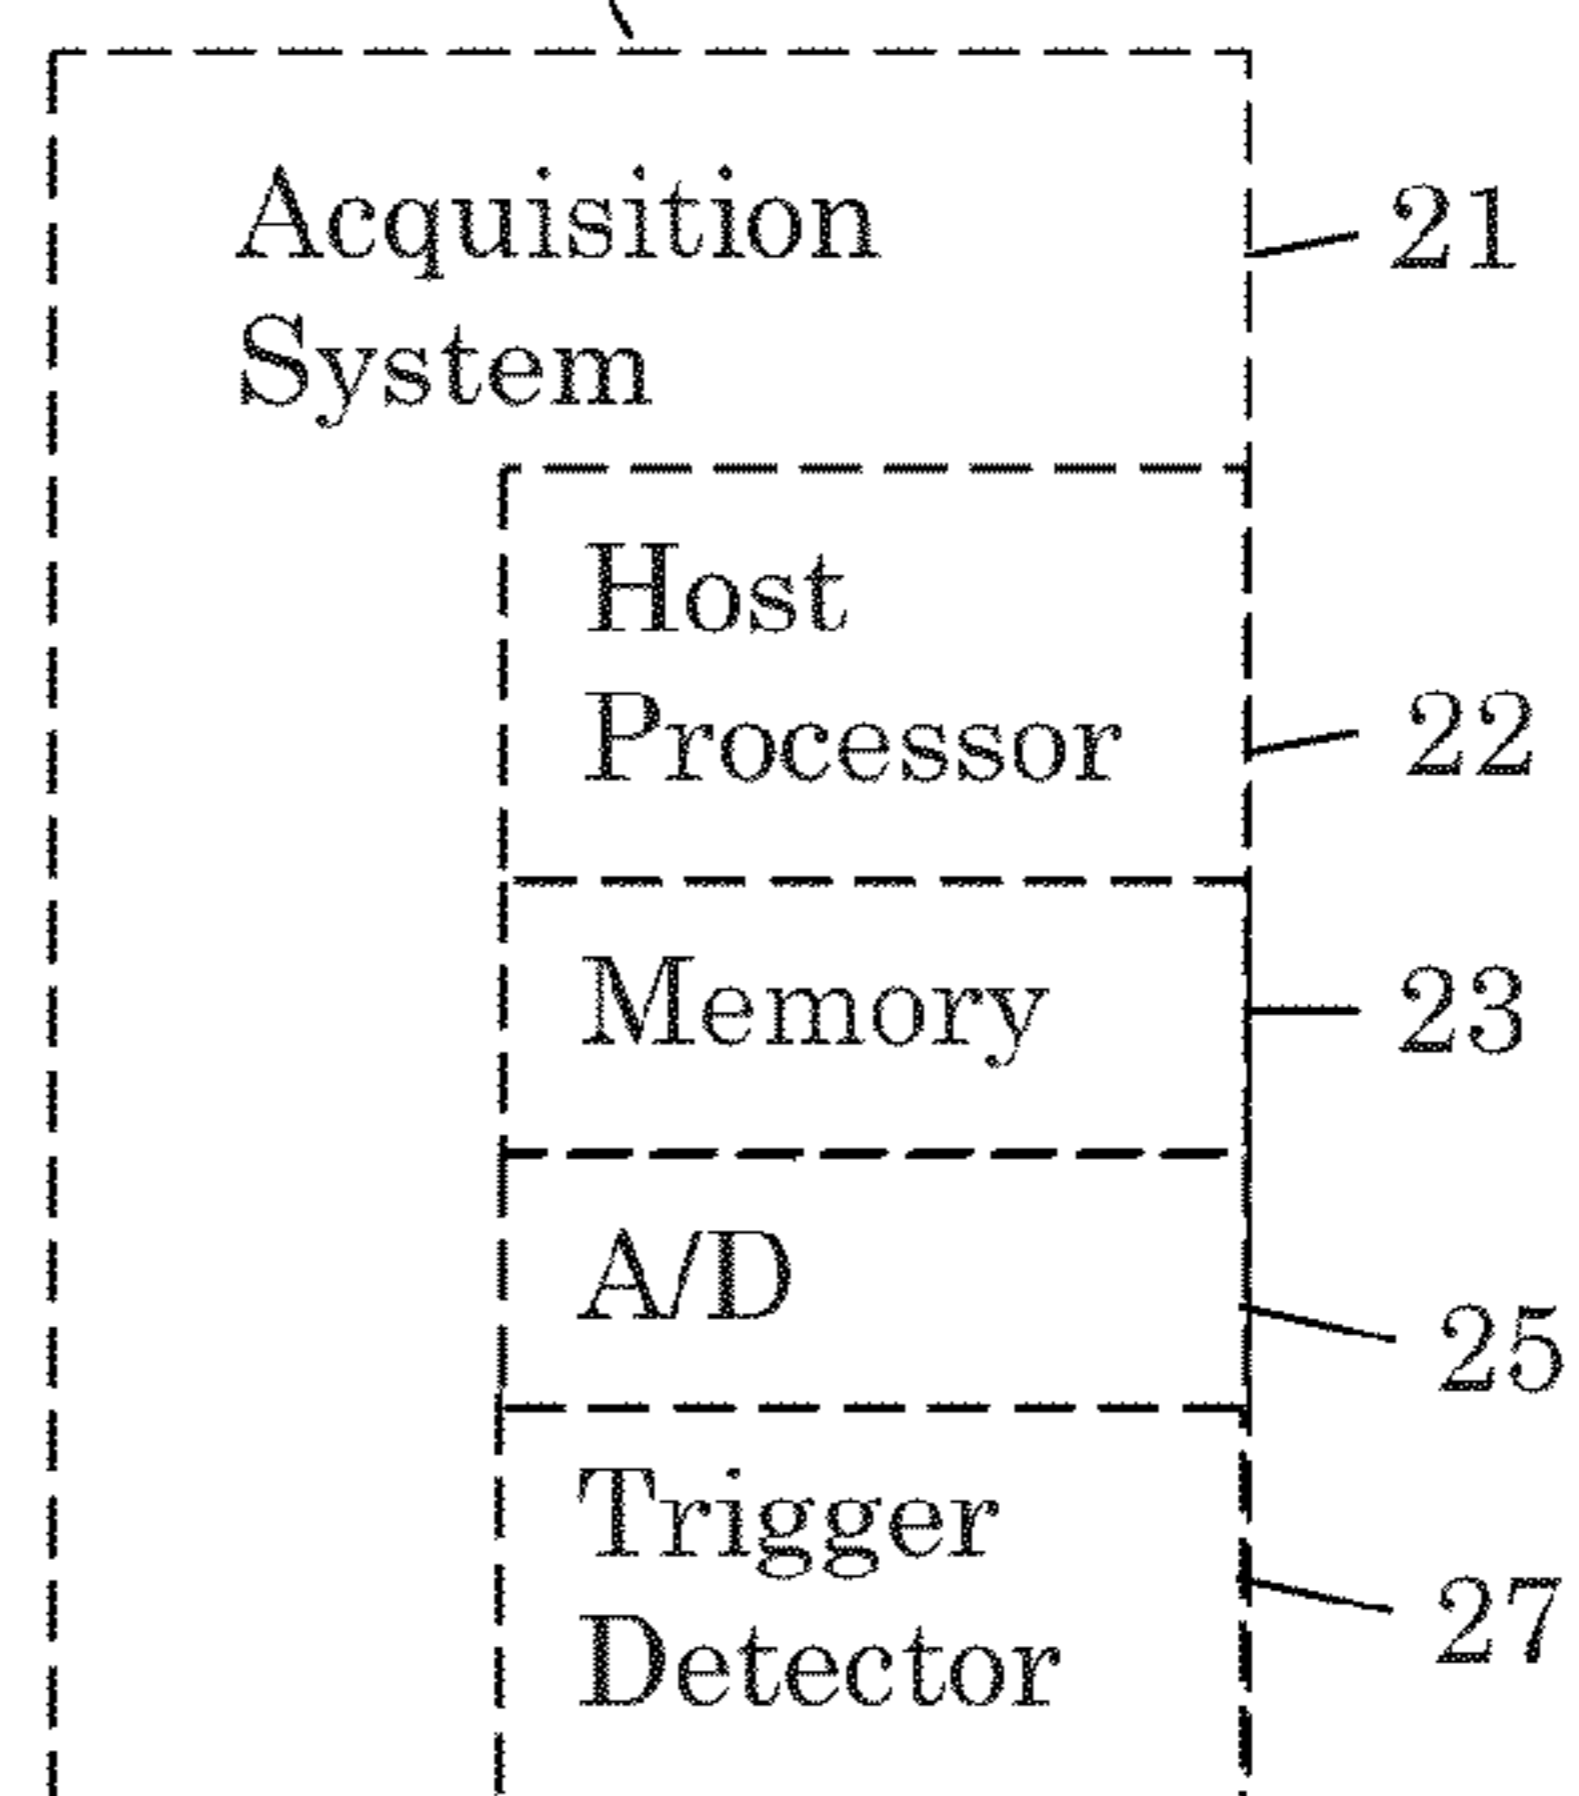 Acquisition 21
System
Host
Processor 22
Memory 23
A/D
25
Trigger
27
Detector